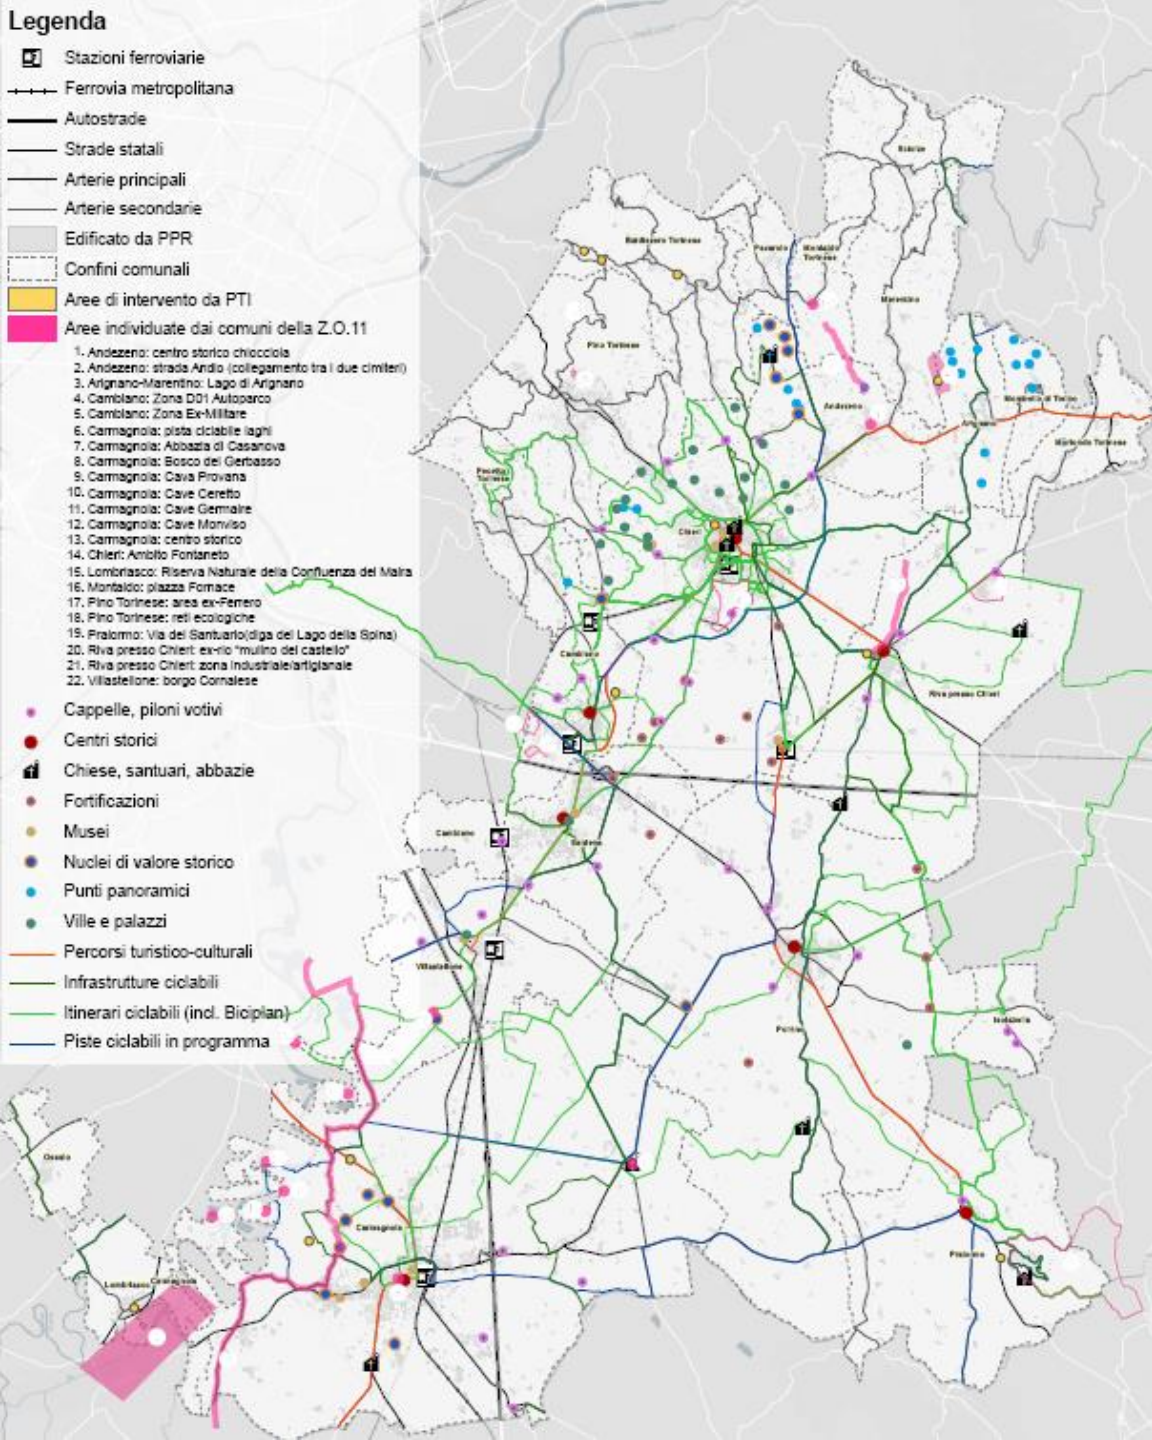 Legenda
Stazioni ferroviarie
Ferrovia metropolitana
Autostrade
Strade statali
Arterie principali
Arterie secondarie
Edificato da PPR
Confini comunali
Aree di intervento da PTI
Aree individuate dai comuni della Z.O.11
1. Andezeno: centro storico chiocciola
2. Andezeno: strada Andio (collegamento tra i due cimiteri)
3. Arignano-Marentino: Lago di Arignano
4. Cambiano: Zona D01 Autoparco
5. Cambiano: Zona Ex-Militare
6. Carmagnola: pista ciclabile laghi
7. Carmagnola: Abbazia di Casanova
8. Carmagnola: Bosco del Gerbasso
9. Carmagnola: Cava Provana
10. Carmagnola: Cave Ceretto
11. Carmagnola: Cave Germaire
12. Carmagnola: Cave Monviso
13. Carmagnola: centro storico
14. Chieri: Ambito Fontaneto
15. Lombriasco: Riserva Naturale della Confluenza del Maira
16. Montaldo: piazza Fornace
17. Pino Torinese: area ex-Ferrero
18. Pino Torinese: reti ecologiche
19. Pralormo: Via del Santuario(diga del Lago della Spina)
20. Riva presso Chieri: ex-rio "mulino del castello"
21. Riva presso Chieri: zona industriale/artigianale
22. Villastellone: borgo Cornalese
Cappelle, piloni votivi
Centri storici
Chiese, santuari, abbazie
Fortificazioni
Musei
Nuclei di valore storico
Punti panoramici
Ville e palazzi
Percorsi turistico-culturali
Infrastrutture ciclabili
Itinerari ciclabili (incl. Biciplan)
Piste ciclabili in programma
Baldissero Torinese
Pavarolo
Montaldo
Torinese
Marentino
Pino Torinese
Andezeno
Mombello di Torino
Arignano
Moriondo Torinese
Pecetto
Torinese
Chieri
Cambiano
Riva presso Chieri
Cambiano
Santena
Villastellone
Poirino
Isolabella
Osasio
Carmagnola
Pralormo
Lombriasco
Carmagnola